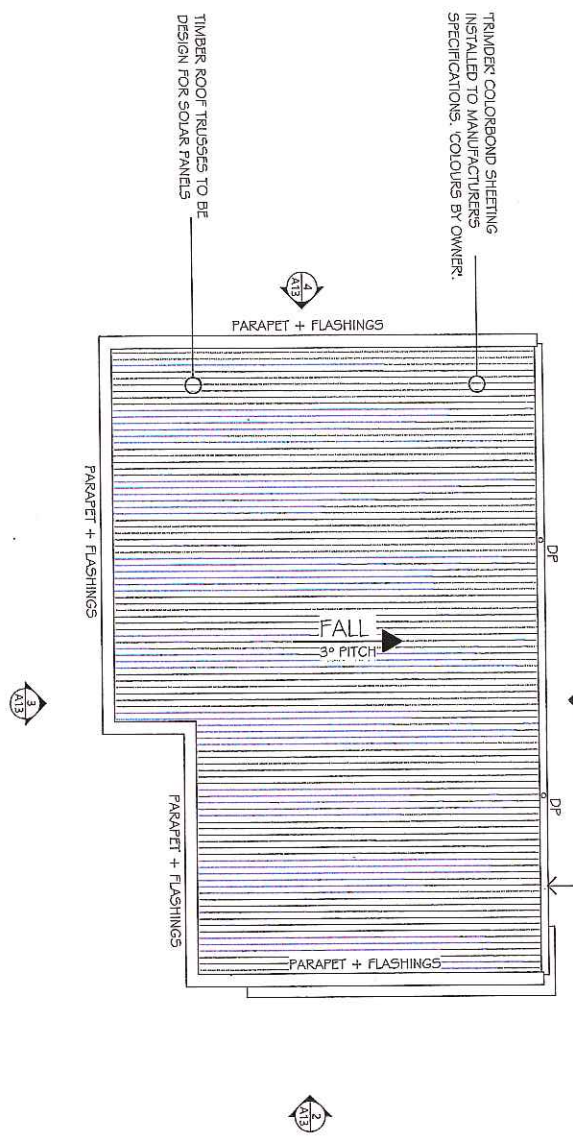 'TRIMDEK' COLORBOND SHEETING
INSTALLED TO MANUFACTURER'S
SPECIFICATIONS. 'COLOURS BY OWNER'.
TIMBER ROOF TRUSSES TO BE
DESIGN FOR SOLAR PANELS
4
A13
PARAPET + FLASHINGS
DP
PARAPET + FLASHINGS
FALL
3° PITCH
3
A13
DP
PARAPET + FLASHINGS
PARAPET + FLASHINGS
2
A13